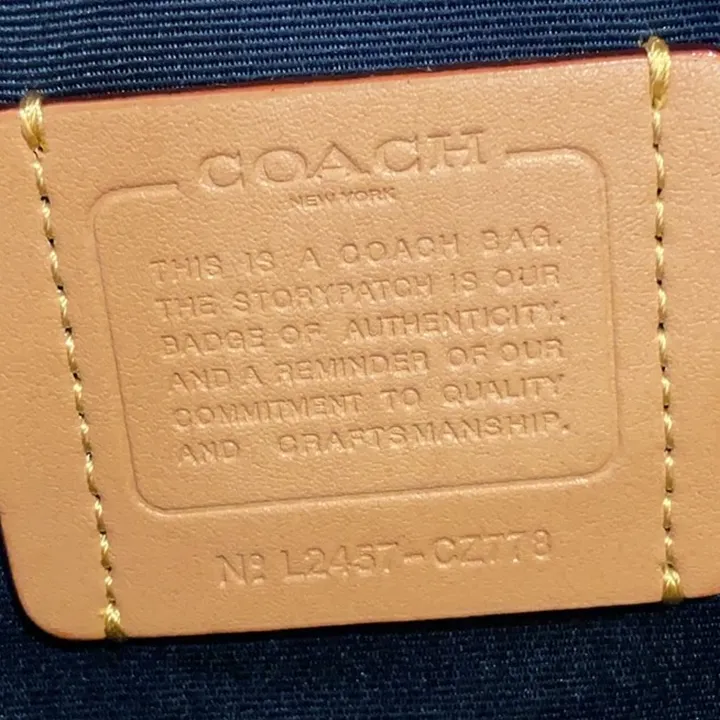 COACH
NEW YORK
THIS IS A COACH BAG.
THE STORYPATCH IS OUR
BADGE OF AUTHENTICITY.
AND A REMINDER OF OUR
COMMITMENT TO QUALITY
AND CRAFTSMANSHIP.
Nº L2457-CZ778